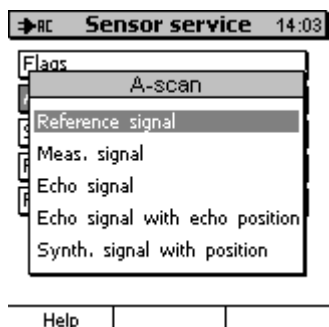 AC Sensor service 14:03
Flags
A-scan
Reference signal
Meas. signal
Echo signal
Echo signal with echo position
Synth. signal with position
Help